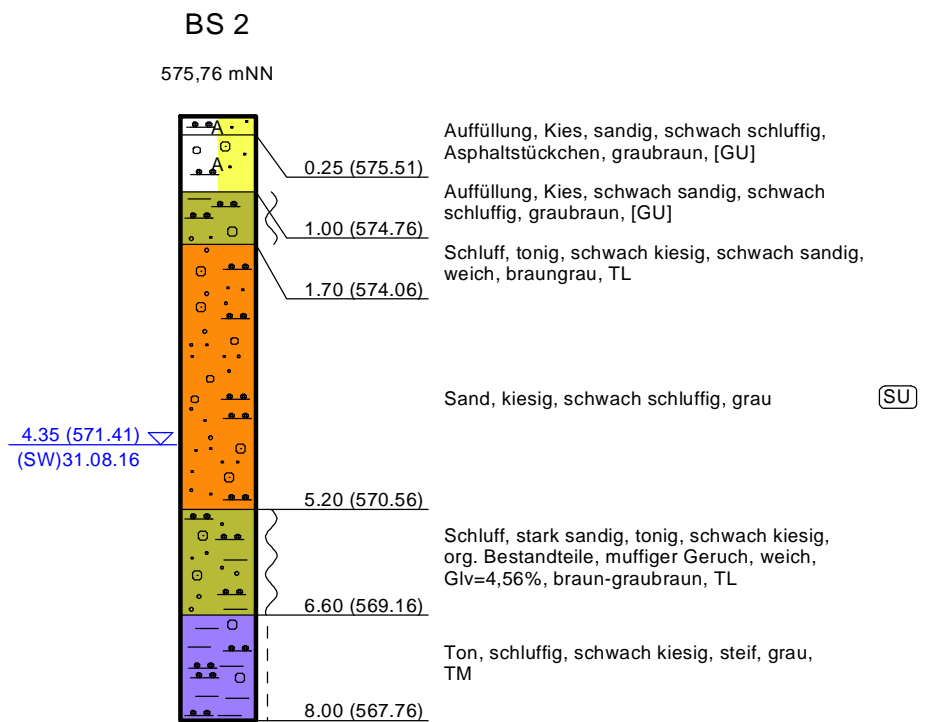 BS 2
575,76 mNN
A
A
Auffüllung, Kies, sandig, schwach schluffig,
Asphaltstückchen, graubraun, [GU]
0.25 (575.51)
Auffüllung, Kies, schwach sandig, schwach
schluffig, graubraun, [GU]
1.00 (574.76)
Schluff, tonig, schwach kiesig, schwach sandig,
weich, braungrau, TL
1.70 (574.06)
Sand, kiesig, schwach schluffig, grau
SU
4.35 (571.41)
(SW)31.08.16
5.20 (570.56)
Schluff, stark sandig, tonig, schwach kiesig,
org. Bestandteile, muffiger Geruch, weich,
Glv=4,56%, braun-graubraun, TL
6.60 (569.16)
Ton, schluffig, schwach kiesig, steif, grau,
TM
8.00 (567.76)